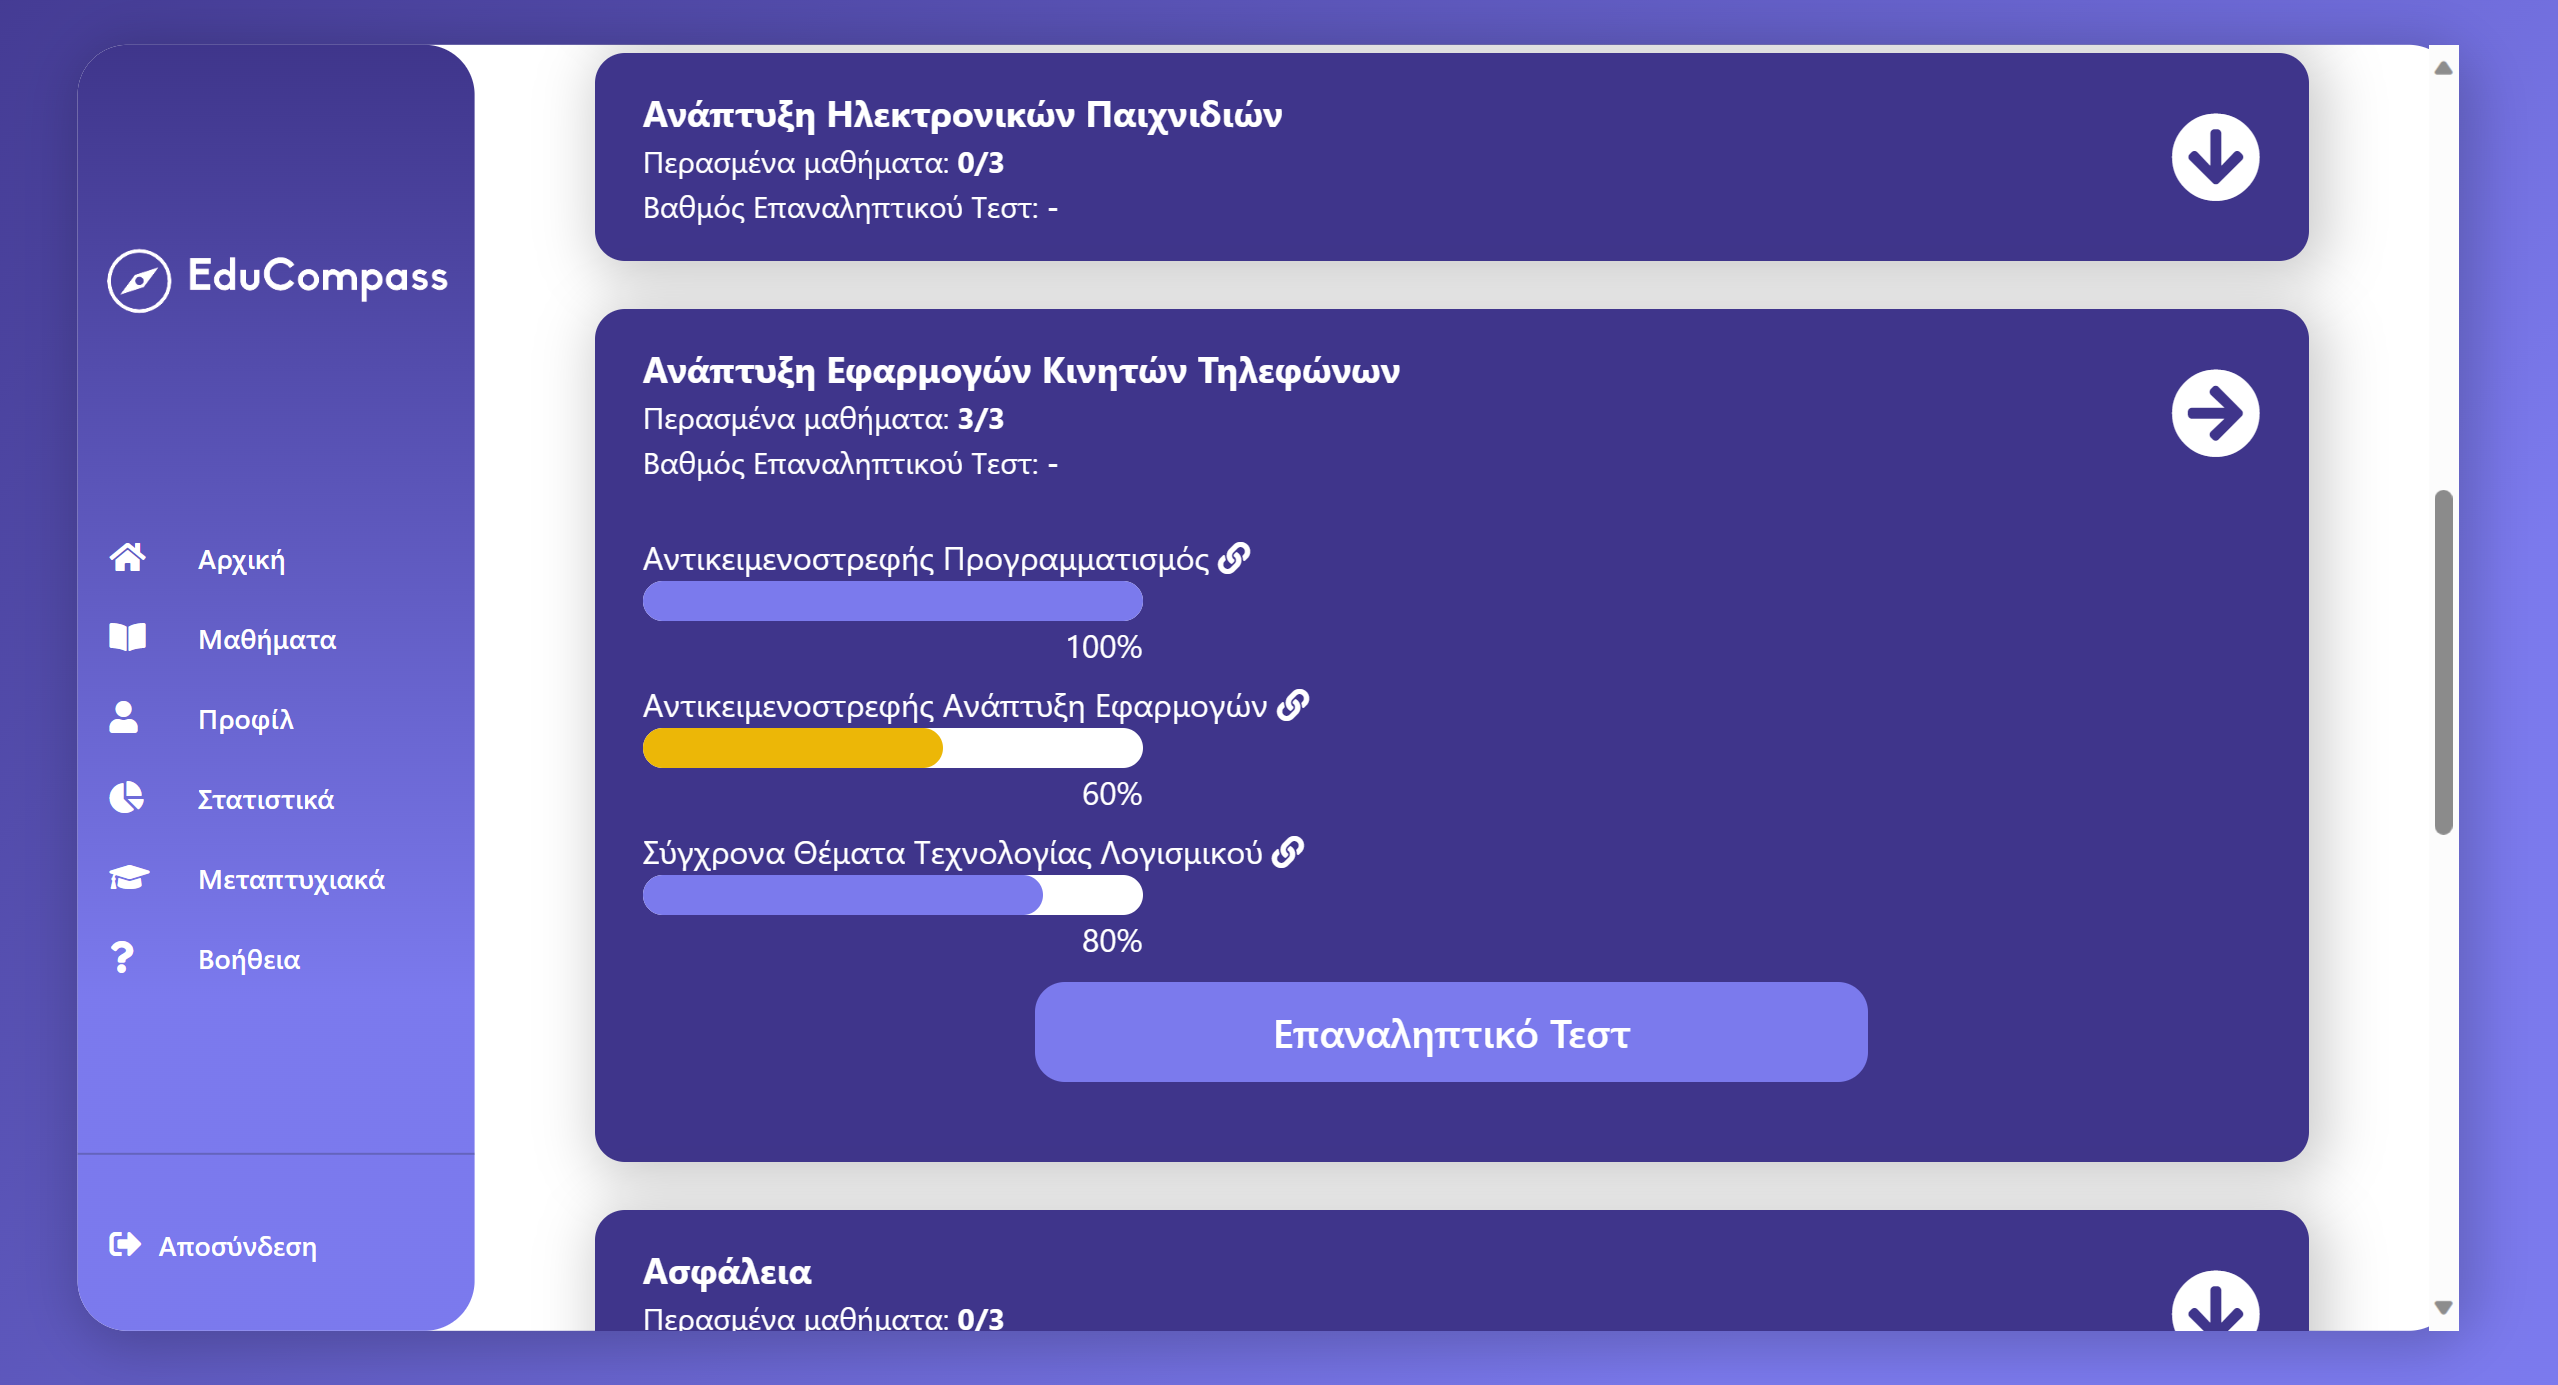 EduCompass
Αρχική
Μαθήματα
Προφίλ
Στατιστικά
Μεταπτυχιακά
Βοήθεια
Αποσύνδεση
Ανάπτυξη Ηλεκτρονικών Παιχνιδιών
Περασμένα μαθήματα: 0/3
Βαθμός Επαναληπτικού Τεστ: -
Ανάπτυξη Εφαρμογών Κινητών Τηλεφώνων
Περασμένα μαθήματα: 3/3
Βαθμός Επαναληπτικού Τεστ: -
Αντικειμενοστρεφής Προγραμματισμός
100%
Αντικειμενοστρεφής Ανάπτυξη Εφαρμογών
60%
Σύγχρονα Θέματα Τεχνολογίας Λογισμικού
80%
Επαναληπτικό Τεστ
Ασφάλεια
Περασμένα μαθήματα: 0/3